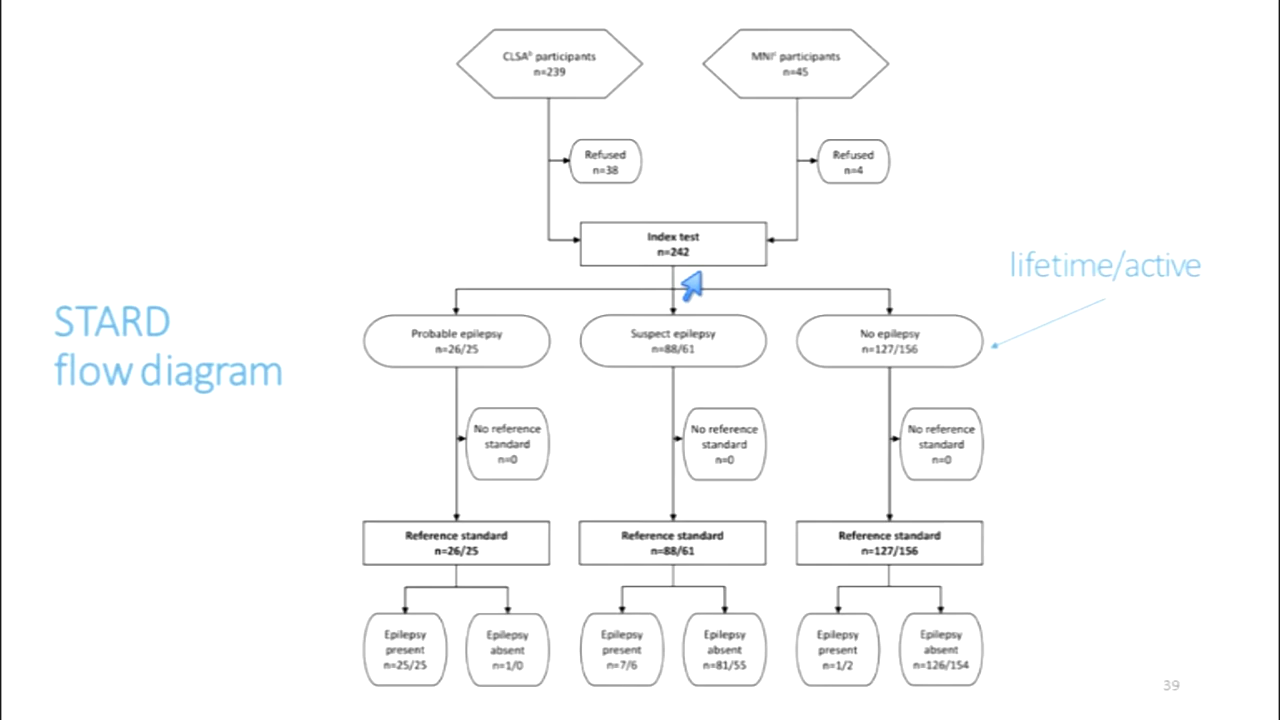 CLSAᵇ participants
n=239
MNIᶜ participants
n=45
Refused
n=38
Refused
n=4
Index test
n=242
lifetime/active
STARD
flow diagram
Probable epilepsy
n=26/25
Suspect epilepsy
n=88/61
No epilepsy
n=127/156
No reference
standard
n=0
No reference
standard
n=0
No reference
standard
n=0
Reference standard
n=26/25
Reference standard
n=88/61
Reference standard
n=127/156
Epilepsy
present
n=25/25
Epilepsy
absent
n=1/0
Epilepsy
present
n=7/6
Epilepsy
absent
n=81/55
Epilepsy
present
n=1/2
Epilepsy
absent
n=126/154
39